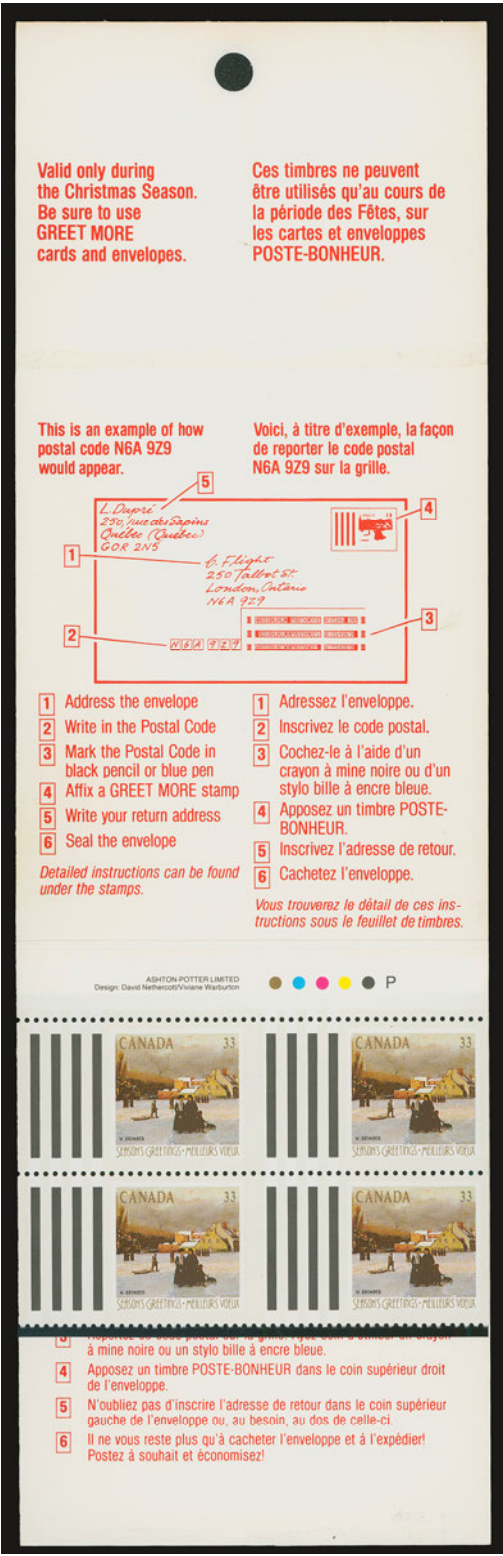 Valid only during
the Christmas Season.
Be sure to use
GREET MORE
cards and envelopes.
Ces timbres ne peuvent
être utilisés qu'au cours de
la période des Fêtes, sur
les cartes et enveloppes
POSTE-BONHEUR.
This is an example of how
postal code N6A 9Z9
would appear.
Voici, à titre d'exemple, la façon
de reporter le code postal
N6A 9Z9 sur la grille.
5
L. Dupré
250, rue des Sapins
Québec (Québec)
G0R 2N5
4
1
C. Flight
250 Talbot St.
London, Ontario
N6A 9Z9
3
2
N6A 9Z9
1 Address the envelope
2 Write in the Postal Code
3 Mark the Postal Code in
black pencil or blue pen
4 Affix a GREET MORE stamp
5 Write your return address
6 Seal the envelope
Detailed instructions can be found
under the stamps.
1 Adressez l'enveloppe.
2 Inscrivez le code postal.
3 Cochez-le à l'aide d'un
crayon à mine noire ou d'un
stylo bille à encre bleue.
4 Apposez un timbre POSTE-
BONHEUR.
5 Inscrivez l'adresse de retour.
6 Cachetez l'enveloppe.
Vous trouverez le détail de ces ins-
tructions sous le feuillet de timbres.
ASHTON-POTTER LIMITED
Design: David Nethercott/Viviane Warburton
P
CANADA 33
SEASON'S GREETINGS • MEILLEURS VOEUX
CANADA 33
SEASON'S GREETINGS • MEILLEURS VOEUX
CANADA 33
SEASON'S GREETINGS • MEILLEURS VOEUX
CANADA 33
SEASON'S GREETINGS • MEILLEURS VOEUX
à mine noire ou un stylo bille à encre bleue.
4 Apposez un timbre POSTE-BONHEUR dans le coin supérieur droit
de l'enveloppe.
5 N'oubliez pas d'inscrire l'adresse de retour dans le coin supérieur
gauche de l'enveloppe ou, au besoin, au dos de celle-ci.
6 Il ne vous reste plus qu'à cacheter l'enveloppe et à l'expédier!
Postez à souhait et économisez!